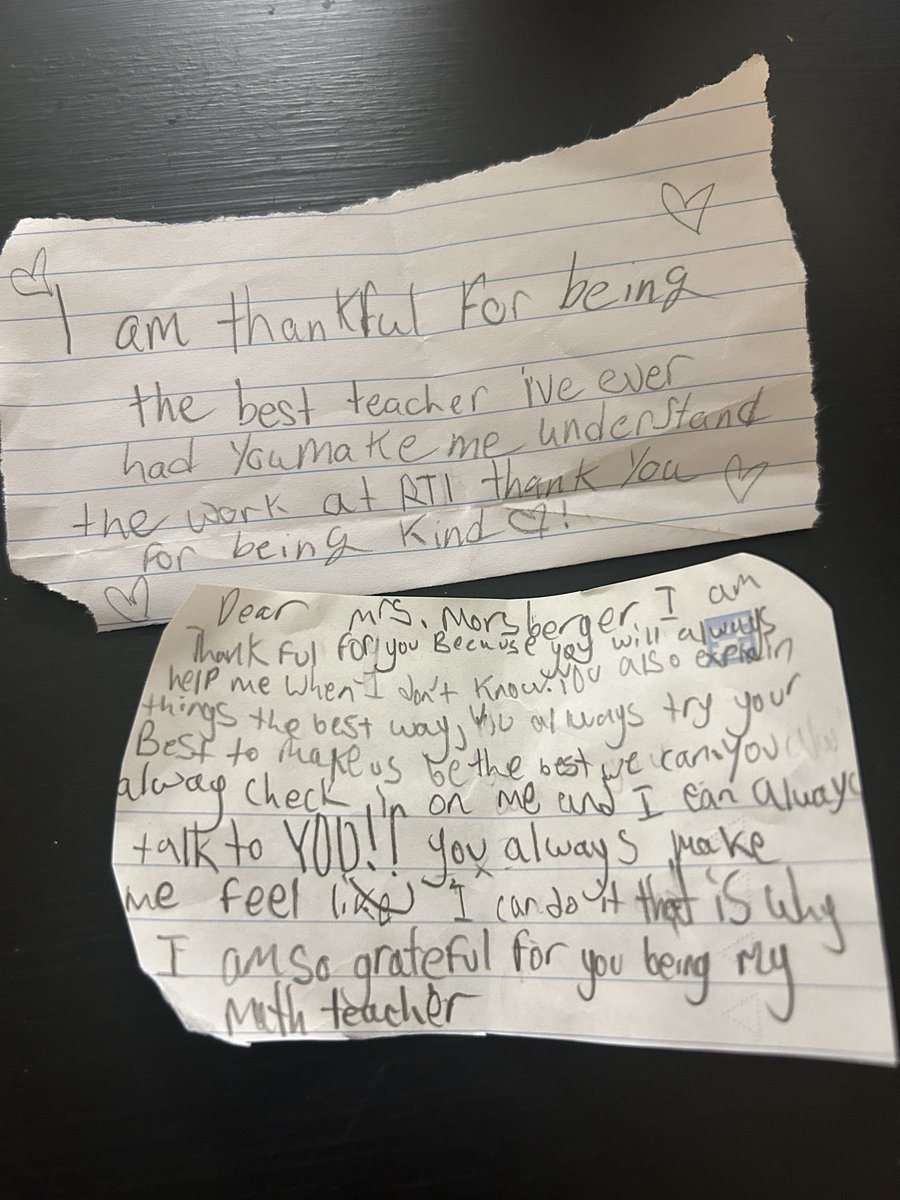 I am thankful for being
the best teacher ive ever
had You make me understand
the work at RTI thank You
for being kind !
Dear Mrs. Morsberger. I am
Thankful for you Because you will always
help me when I don't know. You also explain
things the best way, You always try your
Best to make us be the best we can. You
alway check in on me and I can always
talk to YOU!! you always make
me feel like I can do it that is why
I am so grateful for you being my
math teacher